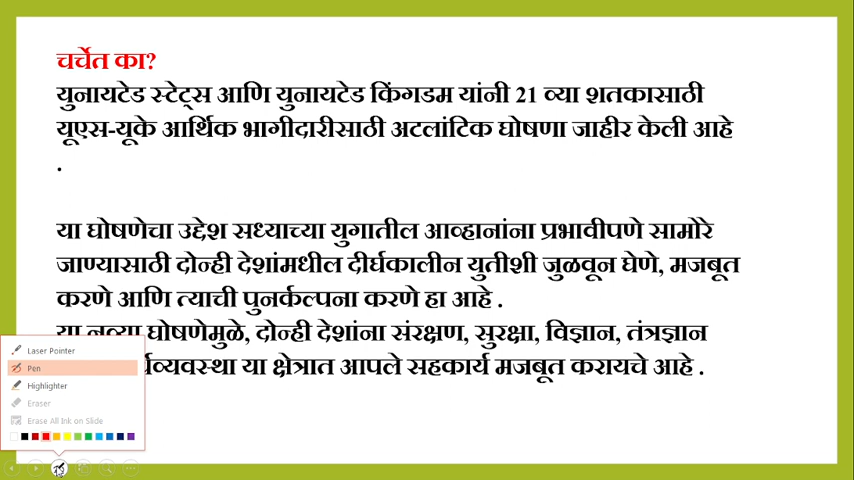 चर्चेत का?
युनायटेड स्टेट्स आणि युनायटेड किंगडम यांनी 21 व्या शतकासाठी
यूएस-यूके आर्थिक भागीदारीसाठी अटलांटिक घोषणा जाहीर केली आहे
.
या घोषणेचा उद्देश सध्याच्या युगातील आव्हानांना प्रभावीपणे सामोरे
जाण्यासाठी दोन्ही देशांमधील दीर्घकालीन युतीशी जुळवून घेणे, मजबूत
करणे आणि त्याची पुनर्कल्पना करणे हा आहे .
या नव्या घोषणेमुळे, दोन्ही देशांना संरक्षण, सुरक्षा, विज्ञान, तंत्रज्ञान
या क्षेत्रात आपले सहकार्य मजबूत करायचे आहे .
Laser Pointer
Pen
Highlighter
Eraser
Erase All Ink on Slide